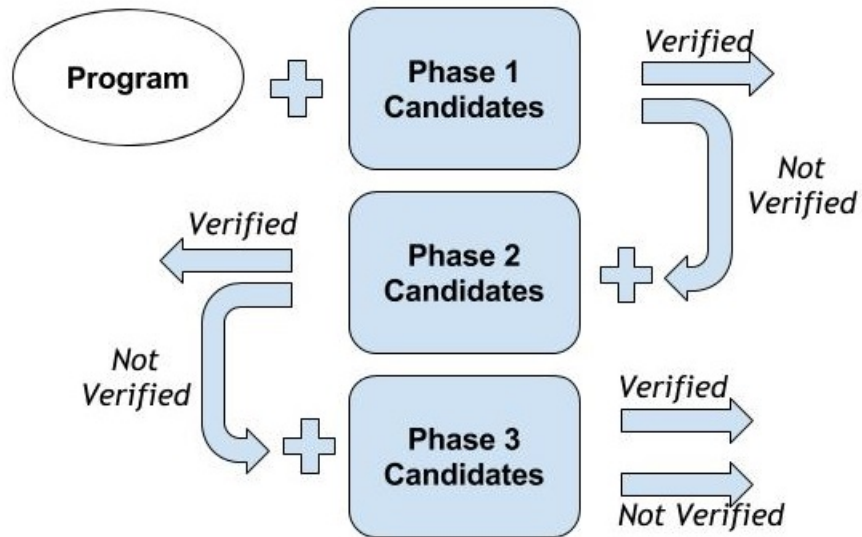 Program
Phase 1
Candidates
Verified
Not
Verified
Verified
Phase 2
Candidates
Not
Verified
Phase 3
Candidates
Verified
Not Verified